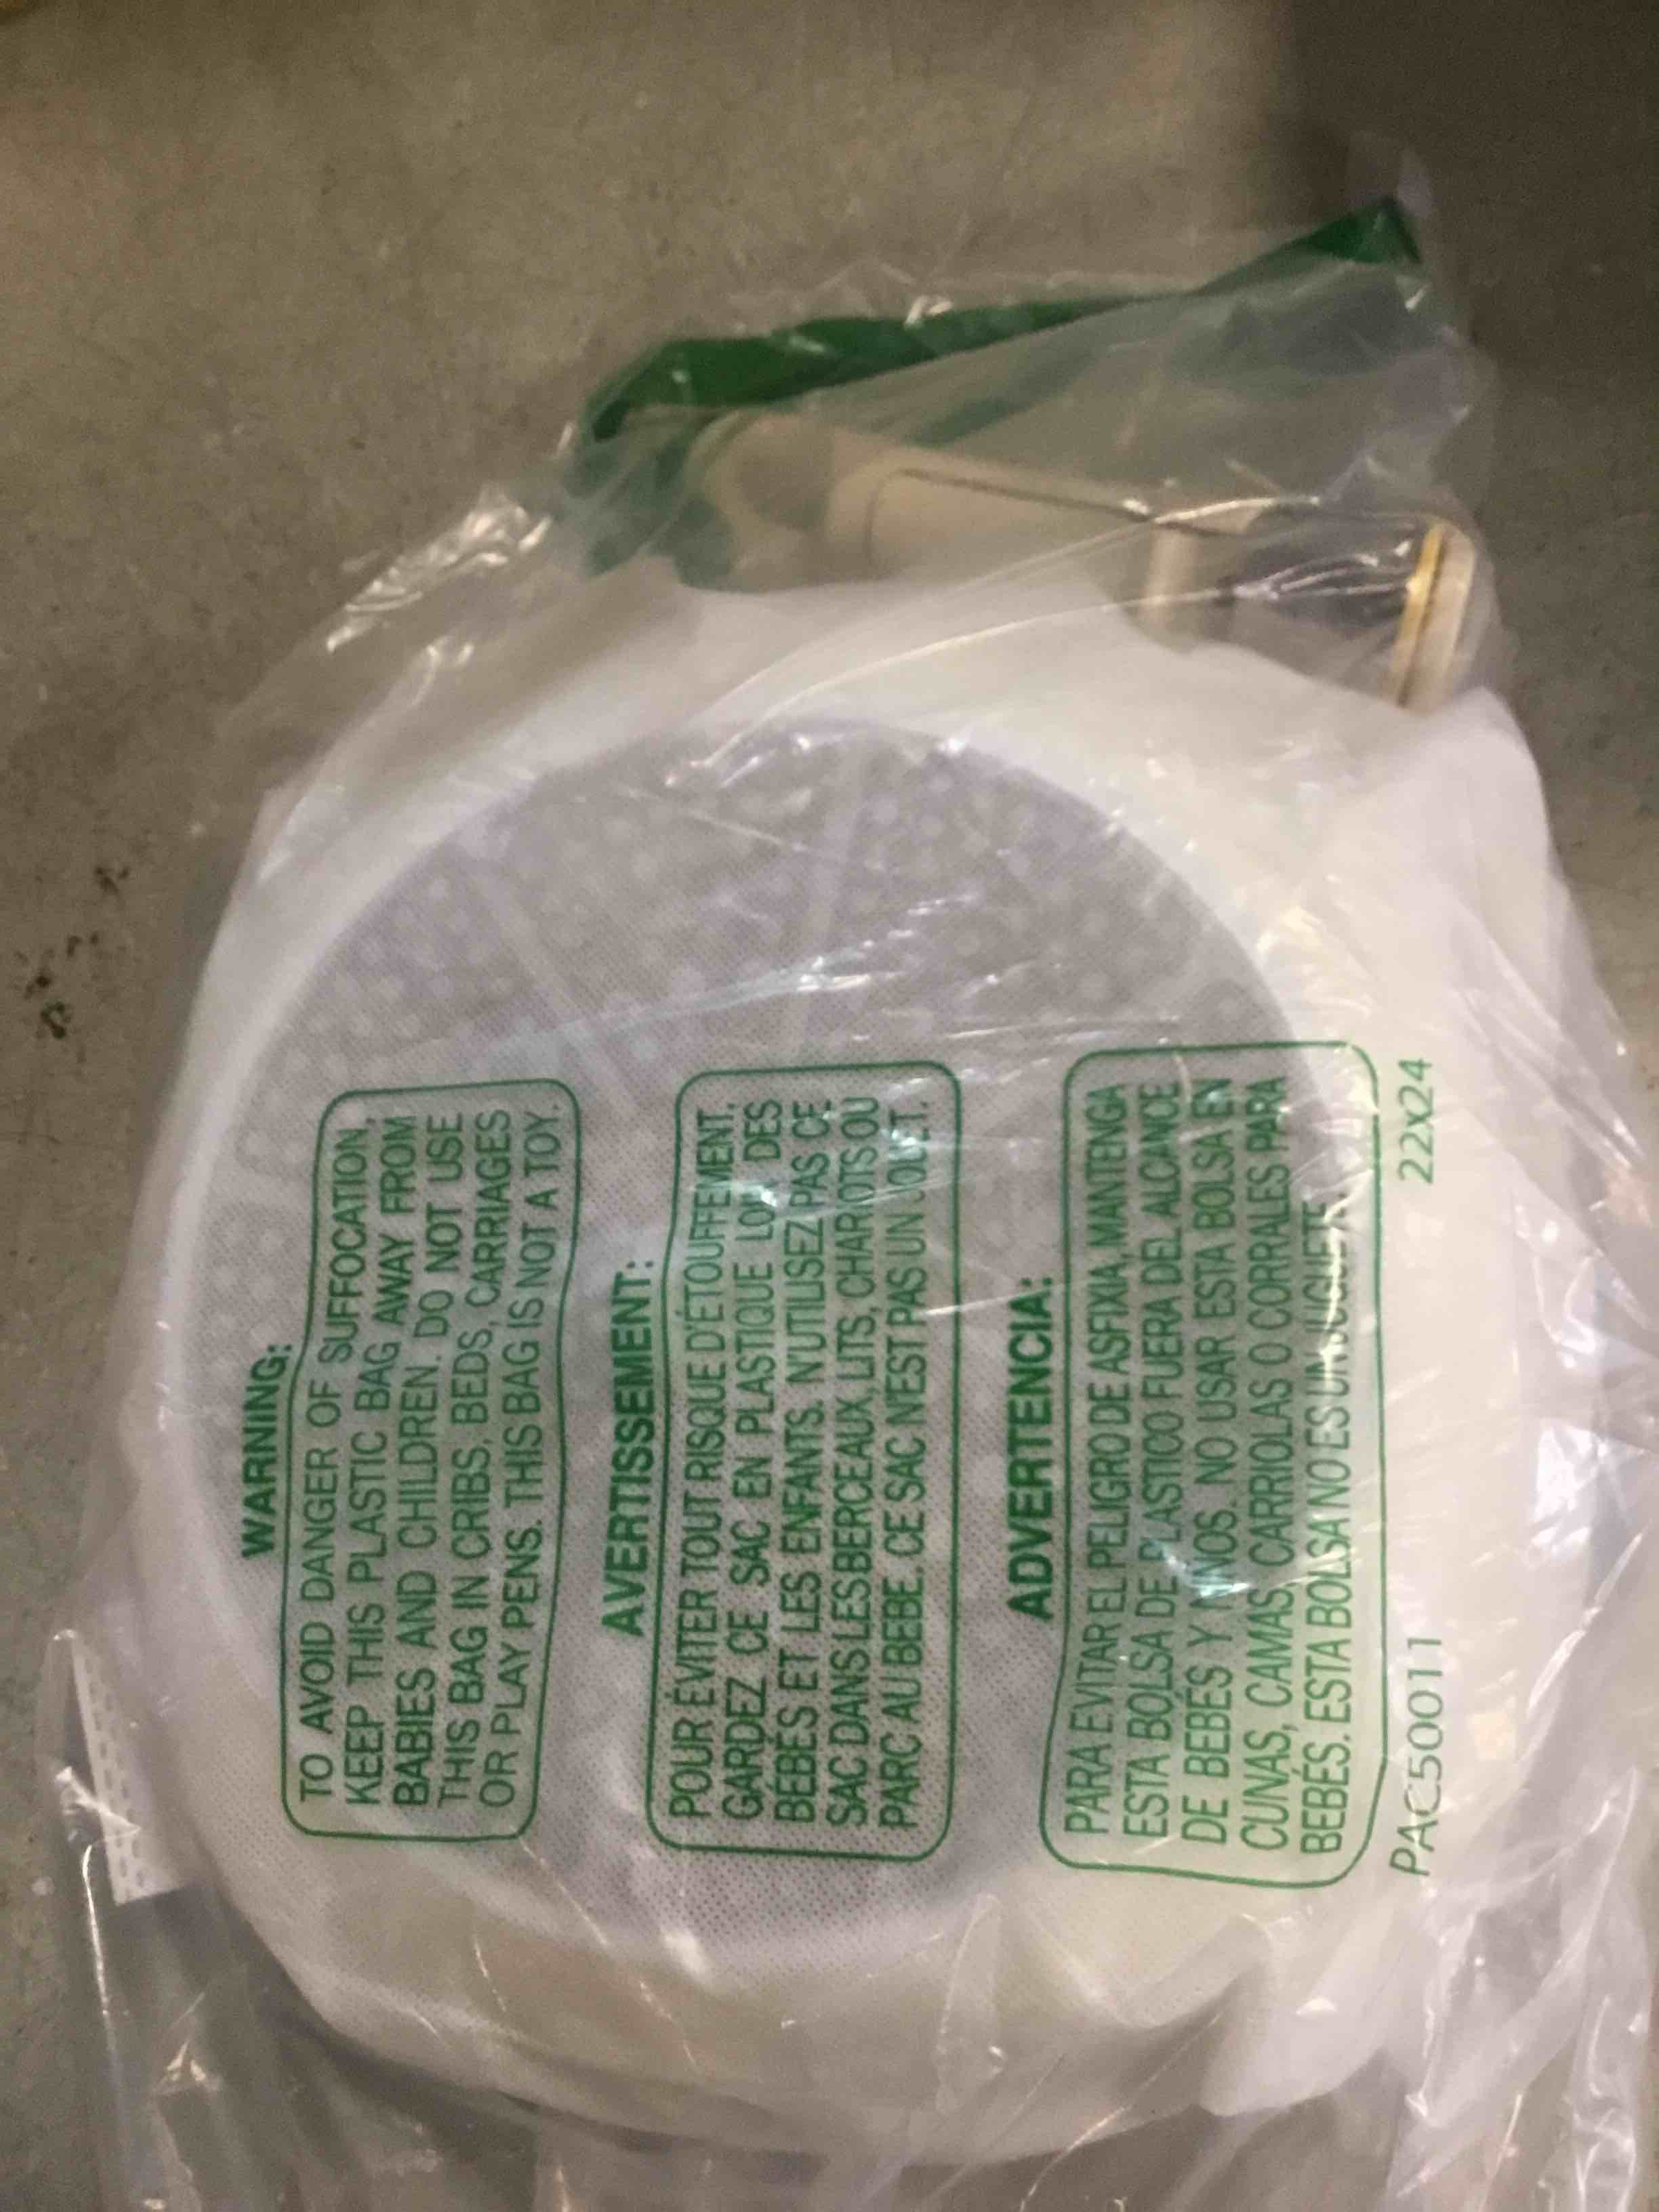 WARNING:
TO AVOID DANGER OF SUFFOCATION,
KEEP THIS PLASTIC BAG AWAY FROM
BABIES AND CHILDREN. DO NOT USE
THIS BAG IN CRIBS, BEDS, CARRIAGES
OR PLAY PENS. THIS BAG IS NOT A TOY.
AVERTISSEMENT:
POUR ÉVITER TOUT RISQUE D'ÉTOUFFEMENT,
GARDEZ CE SAC EN PLASTIQUE LOIN DES
BÉBÉS ET LES ENFANTS. N'UTILISEZ PAS CE
SAC DANS LES BERCEAUX, LITS, CHARIOTS OU
PARC AU BEBE. CE SAC N'EST PAS UN JOUET.
ADVERTENCIA:
PARA EVITAR EL PELIGRO DE ASFIXIA, MANTENGA
ESTA BOLSA DE PLASTICO FUERA DEL ALCANCE
DE BEBÉS Y NINOS. NO USAR ESTA BOLSA EN
CUNAS, CAMAS, CARRIOLAS O CORRALES PARA
BEBÉS. ESTA BOLSA NO ES UN JUGUETE.
PAC50011 22x24